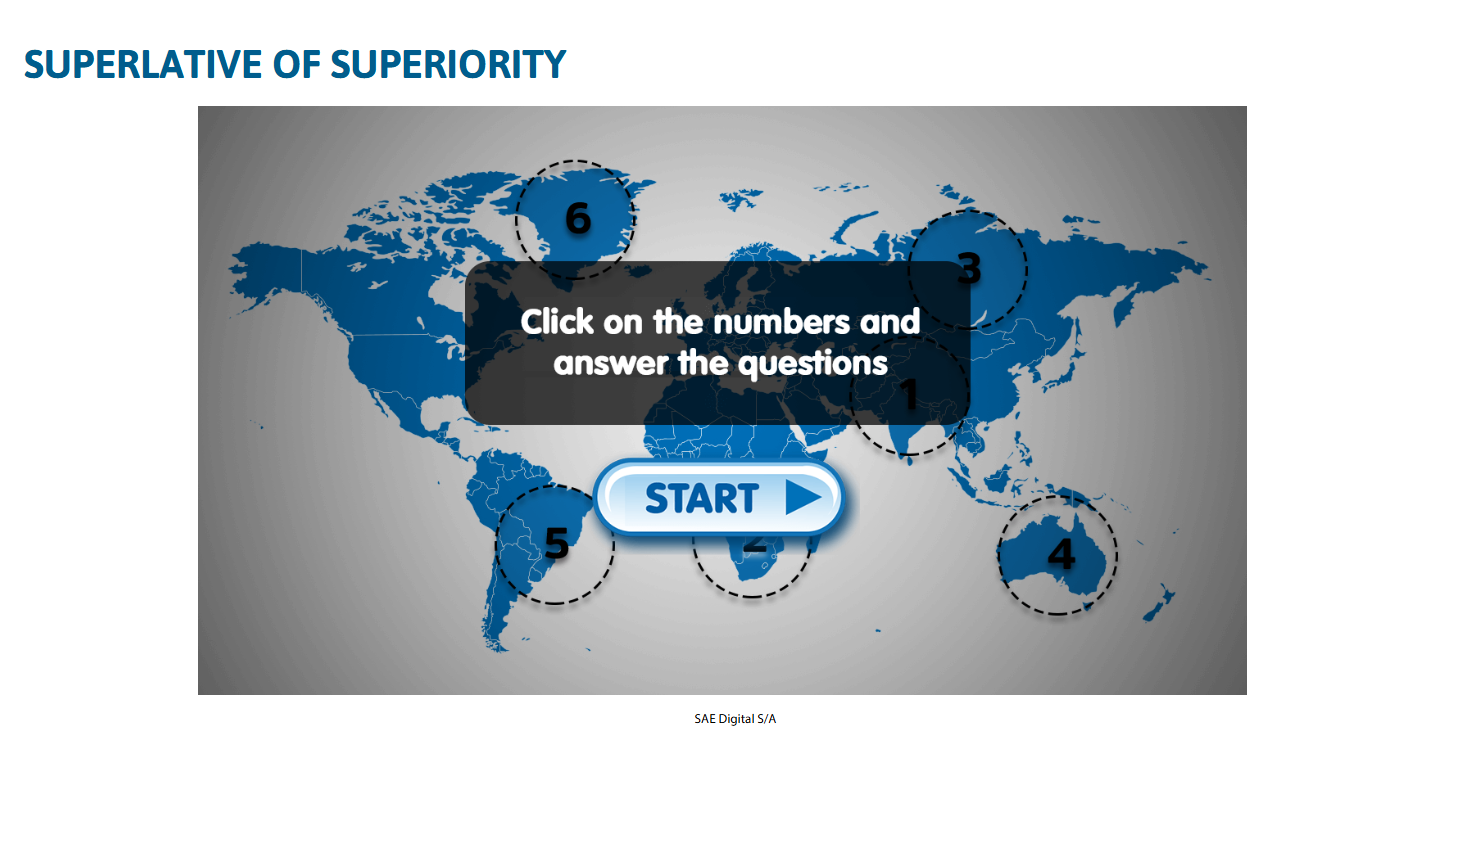 SUPERLATIVE OF SUPERIORITY
6
3
Click on the numbers and
answer the questions
1
START
5
2
4
SAE Digital S/A